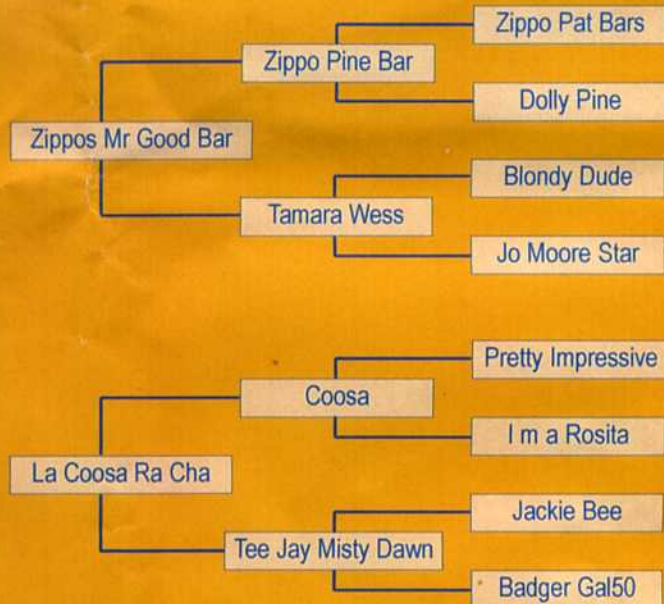 Zippo Pat Bars
Zippo Pine Bar
Dolly Pine
Zippos Mr Good Bar
Blondy Dude
Tamara Wess
Jo Moore Star
Pretty Impressive
Coosa
I m a Rosita
La Coosa Ra Cha
Jackie Bee
Tee Jay Misty Dawn
Badger Gal50